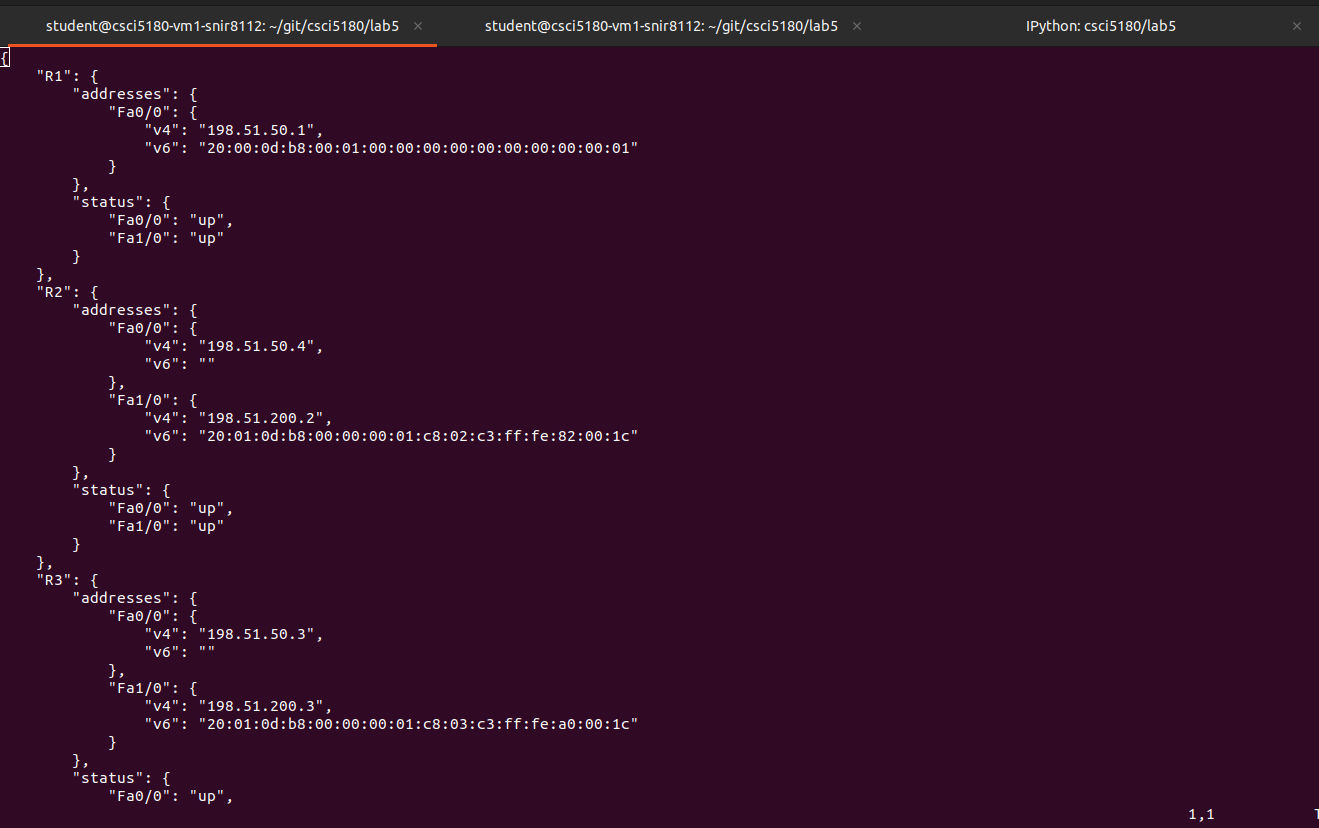 student@csci5180-vm1-snir8112: ~/git/csci5180/lab5 × student@csci5180-vm1-snir8112: ~/git/csci5180/lab5 × IPython: csci5180/lab5 ×
{
    "R1": {
        "addresses": {
            "Fa0/0": {
                "v4": "198.51.50.1",
                "v6": "20:00:0d:b8:00:01:00:00:00:00:00:00:00:00:00:01"
            }
        },
        "status": {
            "Fa0/0": "up",
            "Fa1/0": "up"
        }
    },
    "R2": {
        "addresses": {
            "Fa0/0": {
                "v4": "198.51.50.4",
                "v6": ""
            },
            "Fa1/0": {
                "v4": "198.51.200.2",
                "v6": "20:01:0d:b8:00:00:00:01:c8:02:c3:ff:fe:82:00:1c"
            }
        },
        "status": {
            "Fa0/0": "up",
            "Fa1/0": "up"
        }
    },
    "R3": {
        "addresses": {
            "Fa0/0": {
                "v4": "198.51.50.3",
                "v6": ""
            },
            "Fa1/0": {
                "v4": "198.51.200.3",
                "v6": "20:01:0d:b8:00:00:00:01:c8:03:c3:ff:fe:a0:00:1c"
            }
        },
        "status": {
            "Fa0/0": "up",
1,1